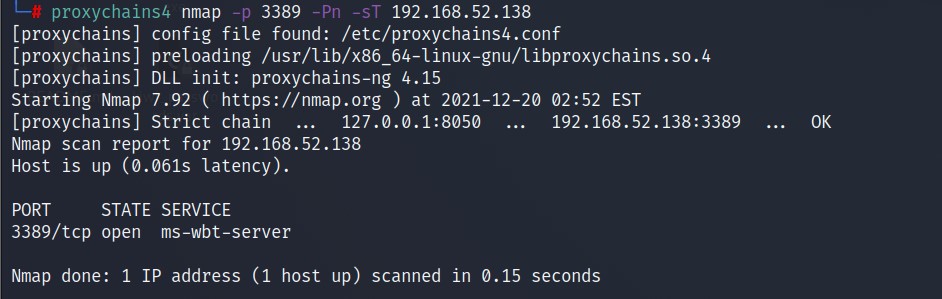 └─# proxychains4 nmap -p 3389 -Pn -sT 192.168.52.138
[proxychains] config file found: /etc/proxychains4.conf
[proxychains] preloading /usr/lib/x86_64-linux-gnu/libproxychains.so.4
[proxychains] DLL init: proxychains-ng 4.15
Starting Nmap 7.92 ( https://nmap.org ) at 2021-12-20 02:52 EST
[proxychains] Strict chain  ...  127.0.0.1:8050  ...  192.168.52.138:3389  ...  OK
Nmap scan report for 192.168.52.138
Host is up (0.061s latency).
PORT     STATE SERVICE
3389/tcp open  ms-wbt-server
Nmap done: 1 IP address (1 host up) scanned in 0.15 seconds